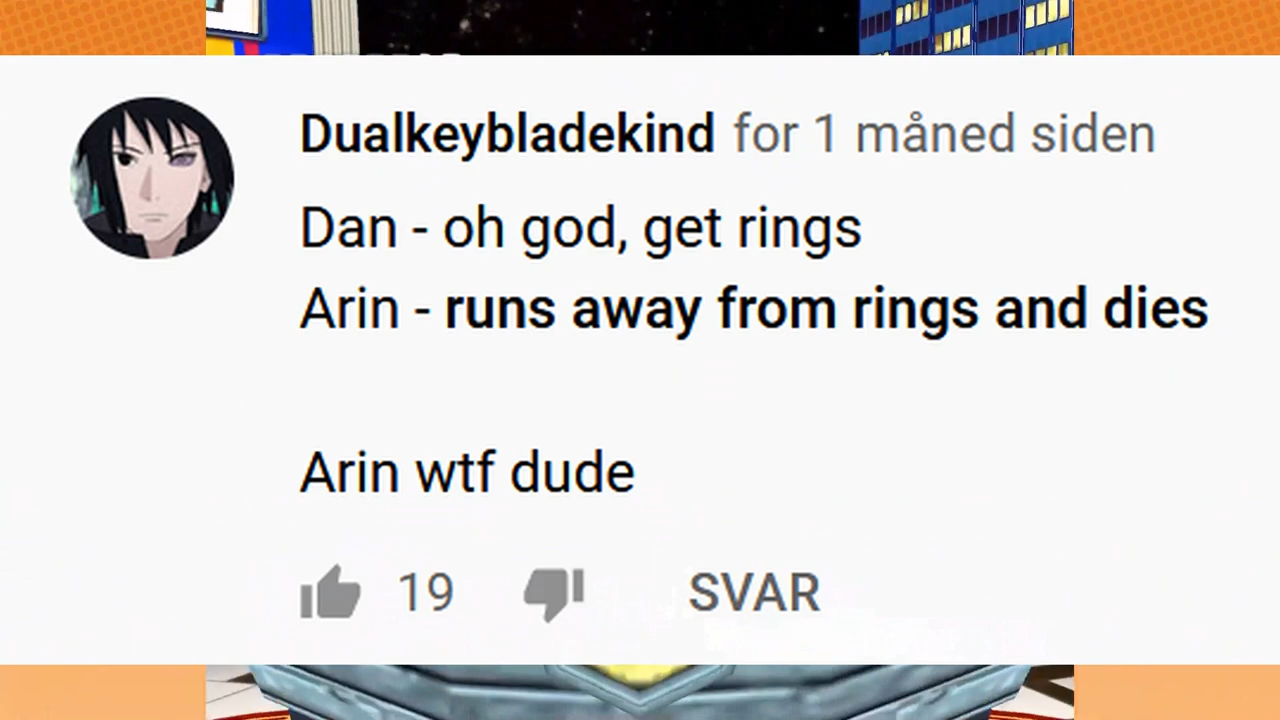 Dualkeybladekind for 1 måned siden
Dan - oh god, get rings
Arin - runs away from rings and dies
Arin wtf dude
19 SVAR